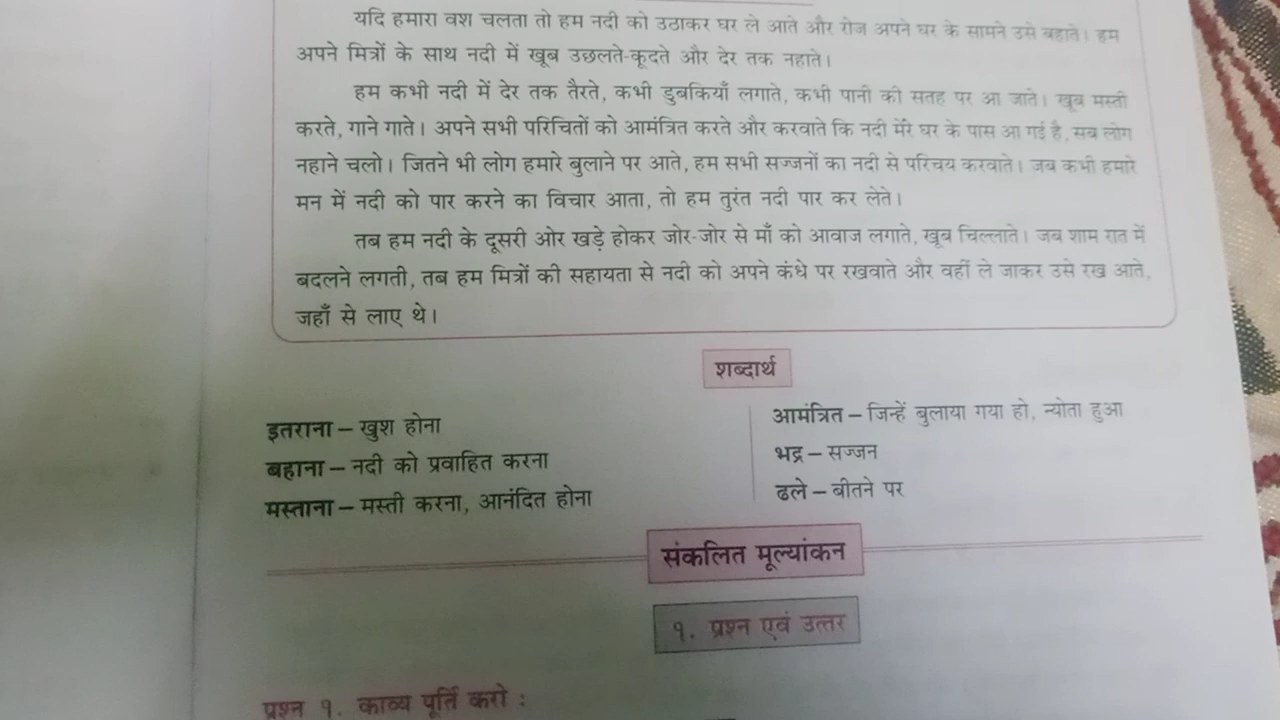 यदि हमारा वश चलता तो हम नदी को उठाकर घर ले आते और रोज अपने घर के सामने उसे बहाते। हम
अपने मित्रों के साथ नदी में खूब उछलते-कूदते और देर तक नहाते।
हम कभी नदी में देर तक तैरते, कभी डुबकियाँ लगाते, कभी पानी की सतह पर आ जाते। खूब मस्ती
करते, गाने गाते। अपने सभी परिचितों को आमंत्रित करते और करवाते कि नदी मेरे घर के पास आ गई है, सब लोग
नहाने चलो। जितने भी लोग हमारे बुलाने पर आते, हम सभी सज्जनों का नदी से परिचय करवाते। जब कभी हमारे
मन में नदी को पार करने का विचार आता, तो हम तुरंत नदी पार कर लेते।
तब हम नदी के दूसरी ओर खड़े होकर जोर-जोर से माँ को आवाज लगाते, खूब चिल्लाते। जब शाम रात में
बदलने लगती, तब हम मित्रों की सहायता से नदी को अपने कंधे पर रखवाते और वहीं ले जाकर उसे रख आते,
जहाँ से लाए थे।
शब्दार्थ
इतराना – खुश होना
बहाना – नदी को प्रवाहित करना
मस्ताना – मस्ती करना, आनंदित होना
आमंत्रित – जिन्हें बुलाया गया हो, न्योता हुआ
भद्र – सज्जन
ढले – बीतने पर
संकलित मूल्यांकन
१. प्रश्न एवं उत्तर
प्रश्न १. काव्य पूर्ति करो :